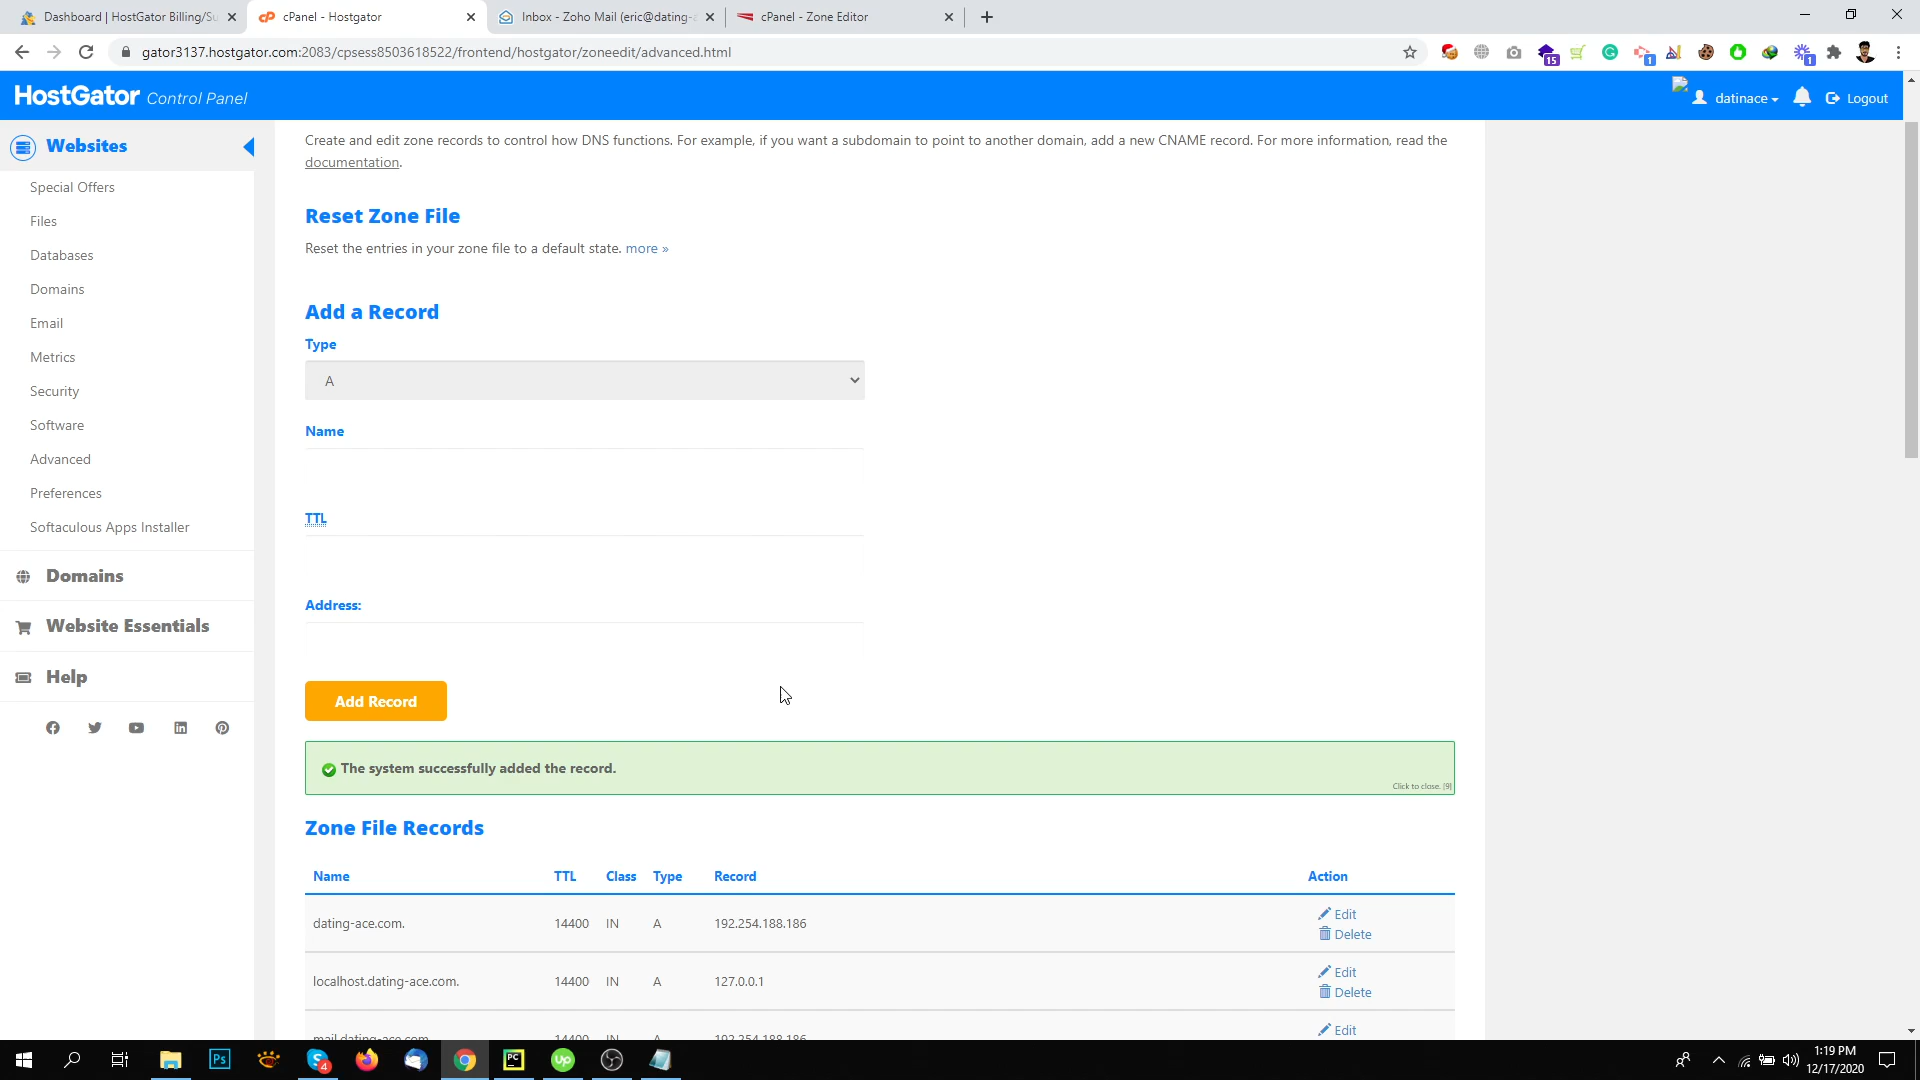 Dashboard | HostGator Billing/Su
cPanel - Hostgator
Inbox - Zoho Mail (eric@dating-a
cPanel - Zone Editor
gator3137.hostgator.com:2083/cpsess8503618522/frontend/hostgator/zoneedit/advanced.html
15
1
1
HostGator Control Panel
datinace
Logout
Websites
Special Offers
Files
Databases
Domains
Email
Metrics
Security
Software
Advanced
Preferences
Softaculous Apps Installer
Domains
Website Essentials
Help
Create and edit zone records to control how DNS functions. For example, if you want a subdomain to point to another domain, add a new CNAME record. For more information, read the
documentation.
Reset Zone File
Reset the entries in your zone file to a default state. more »
Add a Record
Type
A
Name
TTL
Address:
Add Record
The system successfully added the record.
Click to close. [9]
Zone File Records
Name TTL Class Type Record Action
dating-ace.com. 14400 IN A 192.254.188.186
Edit
Delete
localhost.dating-ace.com. 14400 IN A 127.0.0.1
Edit
Delete
mail.dating-ace.com. 14400 IN A 192.254.188.186
Edit
Ps
4
PC
Up
1:19 PM
12/17/2020